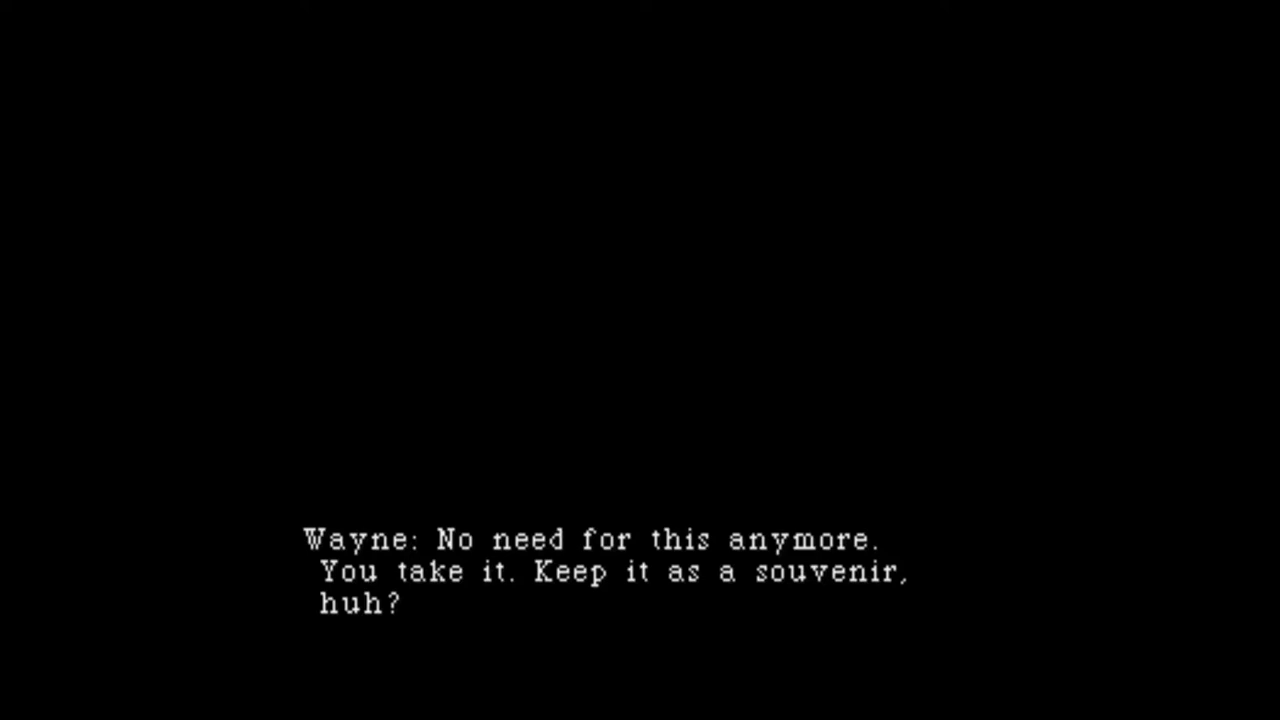 Wayne: No need for this anymore.
You take it. Keep it as a souvenir,
huh?